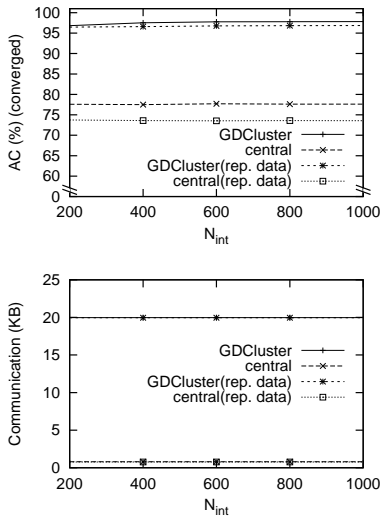 100
95
90
85
80
75
70
65
60
0
200 400 600 800 1000
AC (%) (converged)
N_int
GDCluster
central
GDCluster(rep. data)
central(rep. data)
25
20
15
10
5
0
200 400 600 800 1000
Communication (KB)
N_int
GDCluster
central
GDCluster(rep. data)
central(rep. data)